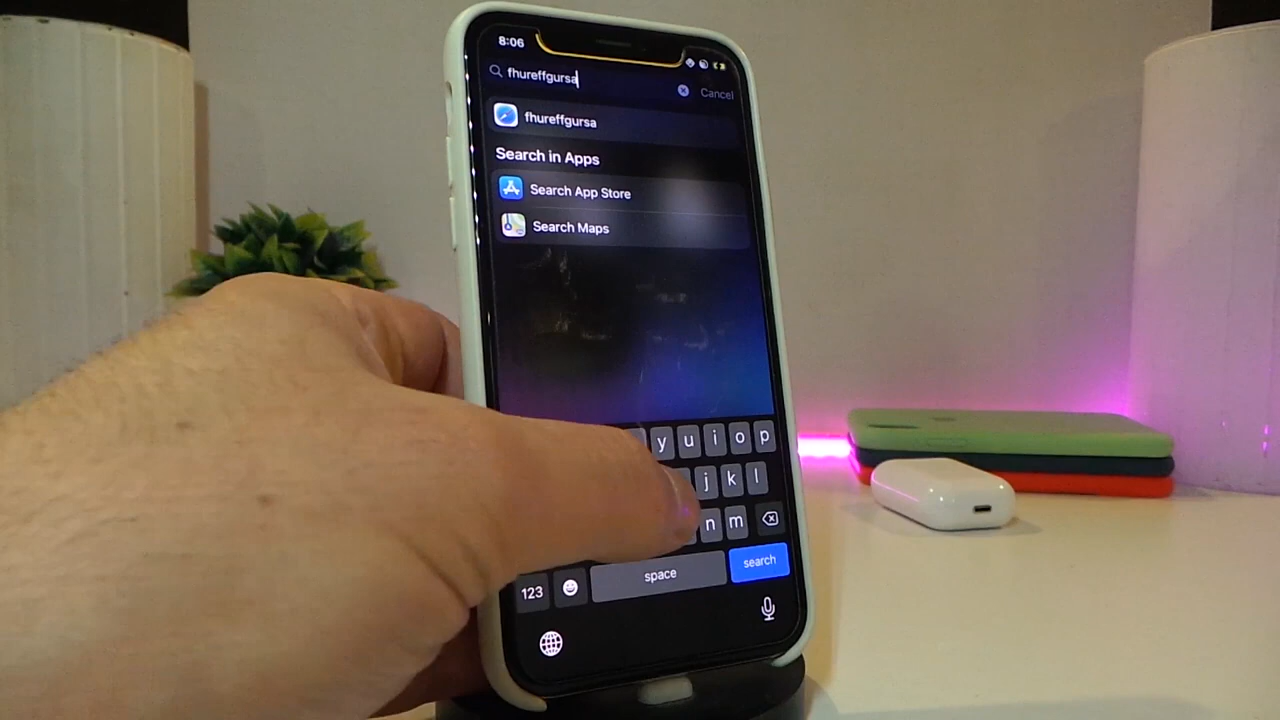 8:06
fhureffgursa
Cancel
fhureffgursa
Search in Apps
Search App Store
Search Maps
y u i o p
j k l
n m
123 space search